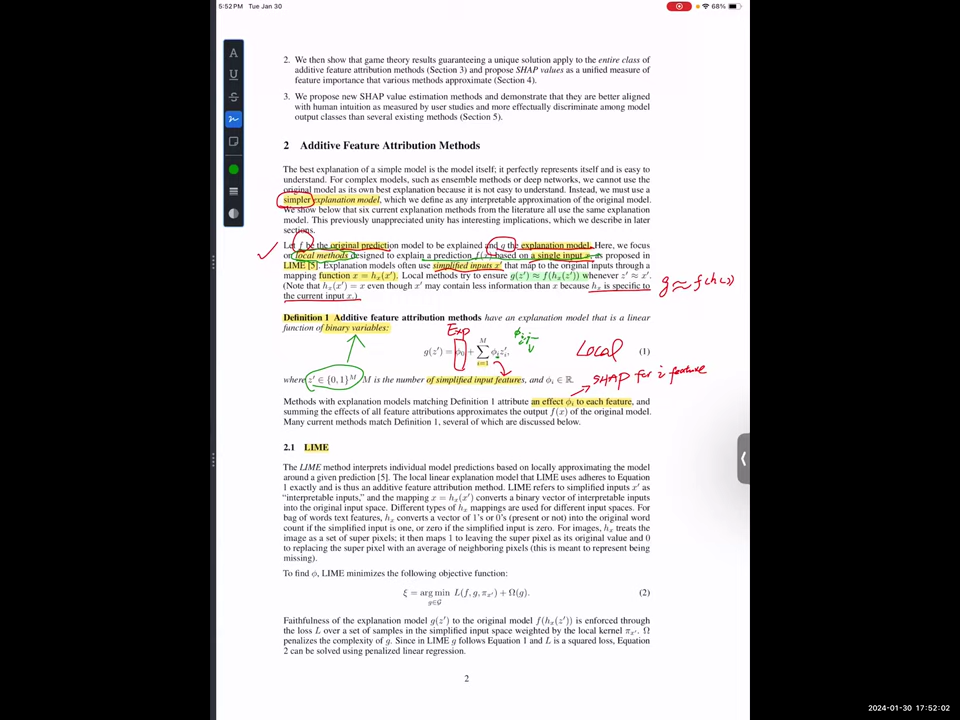 5:52 PM Tue Jan 30
68%
2. We then show that game theory results guaranteeing a unique solution apply to the entire class of
additive feature attribution methods (Section 3) and propose SHAP values as a unified measure of
feature importance that various methods approximate (Section 4).
3. We propose new SHAP value estimation methods and demonstrate that they are better aligned
with human intuition as measured by user studies and more effectually discriminate among model
output classes than several existing methods (Section 5).
2 Additive Feature Attribution Methods
The best explanation of a simple model is the model itself; it perfectly represents itself and is easy to
understand. For complex models, such as ensemble methods or deep networks, we cannot use the
original model as its own best explanation because it is not easy to understand. Instead, we must use a
simpler explanation model, which we define as any interpretable approximation of the original model.
We show below that six current explanation methods from the literature all use the same explanation
model. This previously unappreciated unity has interesting implications, which we describe in later
sections.
Let f be the original prediction model to be explained and g the explanation model. Here, we focus
on local methods designed to explain a prediction f(x) based on a single input x, as proposed in
LIME [5]. Explanation models often use simplified inputs x′ that map to the original inputs through a
mapping function x = hₓ(x′). Local methods try to ensure g(z′) ≈ f(hₓ(z′)) whenever z′ ≈ x′.
(Note that hₓ(x′) = x even though x′ may contain less information than x because hₓ is specific to
the current input x.)
g ≈ f(h(.))
Definition 1 Additive feature attribution methods have an explanation model that is a linear
function of binary variables:
Exp
g(z′) = ϕ₀ + M ∑ i=1 ϕᵢz′ᵢ, (1)
ϕᵢ,ⱼ
Local
where z′ ∈ {0, 1}ᴹ, M is the number of simplified input features, and ϕᵢ ∈ ℝ.
SHAP for i feature
Methods with explanation models matching Definition 1 attribute an effect ϕᵢ to each feature, and
summing the effects of all feature attributions approximates the output f(x) of the original model.
Many current methods match Definition 1, several of which are discussed below.
2.1 LIME
The LIME method interprets individual model predictions based on locally approximating the model
around a given prediction [5]. The local linear explanation model that LIME uses adheres to Equation
1 exactly and is thus an additive feature attribution method. LIME refers to simplified inputs x′ as
“interpretable inputs,” and the mapping x = hₓ(x′) converts a binary vector of interpretable inputs
into the original input space. Different types of hₓ mappings are used for different input spaces. For
bag of words text features, hₓ converts a vector of 1’s or 0’s (present or not) into the original word
count if the simplified input is one, or zero if the simplified input is zero. For images, hₓ treats the
image as a set of super pixels; it then maps 1 to leaving the super pixel as its original value and 0
to replacing the super pixel with an average of neighboring pixels (this is meant to represent being
missing).
To find ϕ, LIME minimizes the following objective function:
ξ = arg min g∈𝒢 L(f, g, πₓ′) + Ω(g). (2)
Faithfulness of the explanation model g(z′) to the original model f(hₓ(z′)) is enforced through
the loss L over a set of samples in the simplified input space weighted by the local kernel πₓ′. Ω
penalizes the complexity of g. Since in LIME g follows Equation 1 and L is a squared loss, Equation
2 can be solved using penalized linear regression.
2
2024-01-30 17:52:02